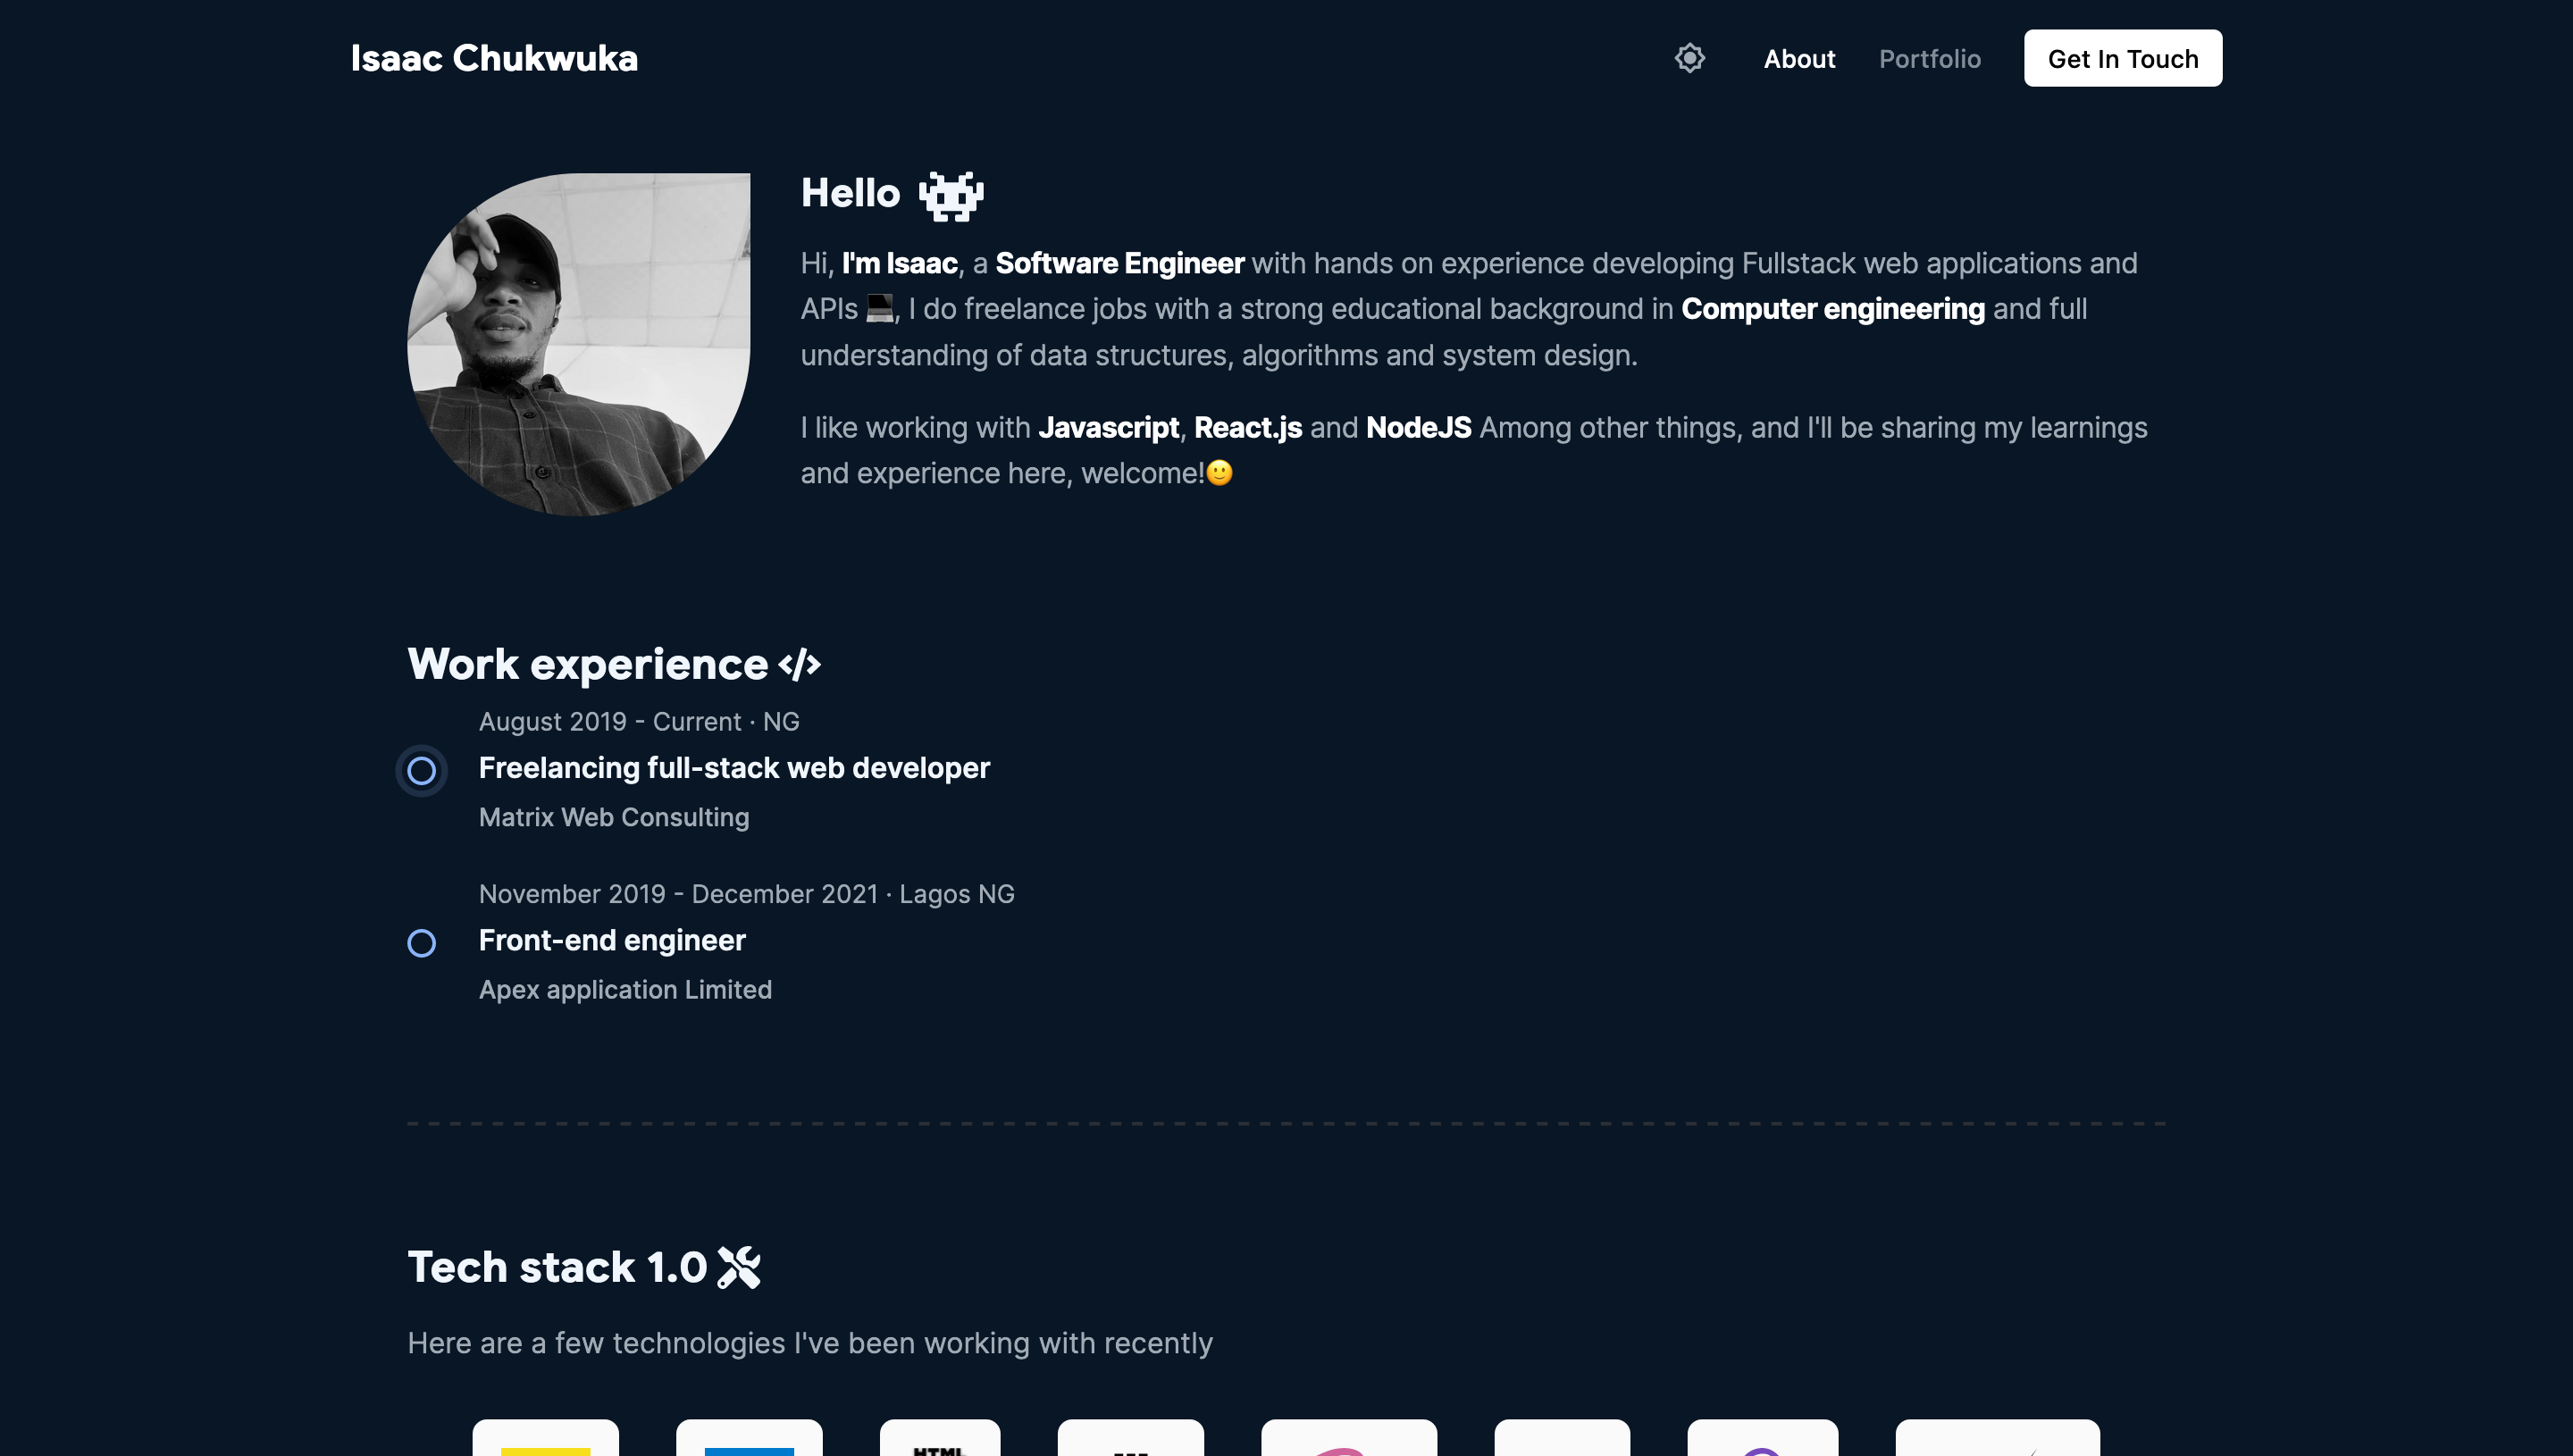 Isaac Chukwuka
About
Portfolio
Get In Touch
Hello
Hi, I'm Isaac, a Software Engineer with hands on experience developing Fullstack web applications and
APIs 💻, I do freelance jobs with a strong educational background in Computer engineering and full
understanding of data structures, algorithms and system design.
I like working with Javascript, React.js and NodeJS Among other things, and I'll be sharing my learnings
and experience here, welcome!🙂
Work experience
August 2019 - Current · NG
Freelancing full-stack web developer
Matrix Web Consulting
November 2019 - December 2021 · Lagos NG
Front-end engineer
Apex application Limited
Tech stack 1.0
Here are a few technologies I've been working with recently
HTML